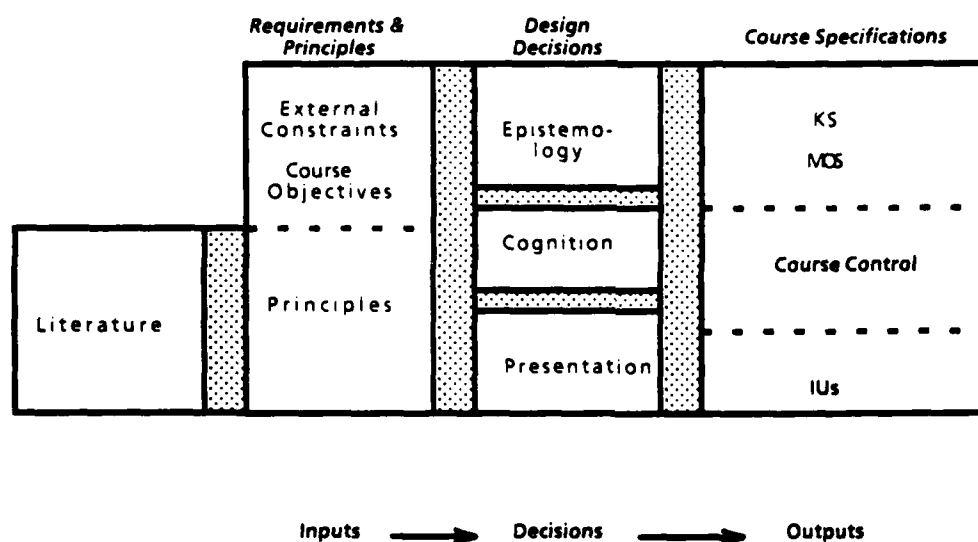 Requirements &
Principles
Design
Decisions
Course Specifications
External
Constraints
Course
Objectives
Principles
Literature
Epistemo-
logy
Cognition
Presentation
KS
MOS
Course Control
IUs
Inputs
Decisions
Outputs